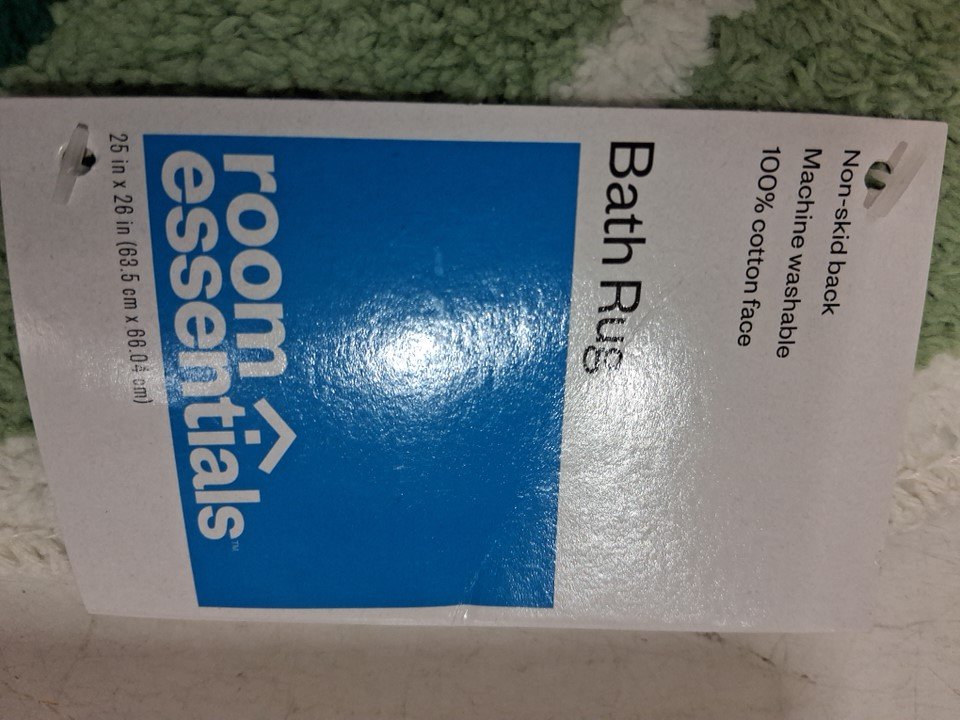 Non-skid back
Machine washable
100% cotton face
Bath Rug
room
essentials™
25 in x 26 in (63.5 cm x 66.04 cm)